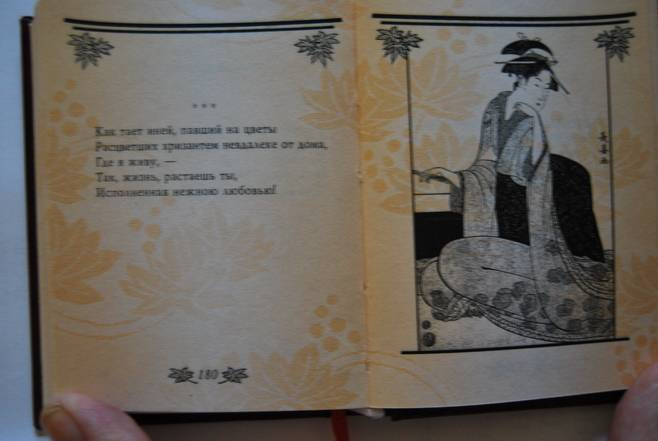 * * *
Как тает иней, павший на цветы
Расцветших хризантем невдалеке от дома,
Где я живу, —
Так, жизнь, растаешь ты,
Исполненная нежною любовью!
180